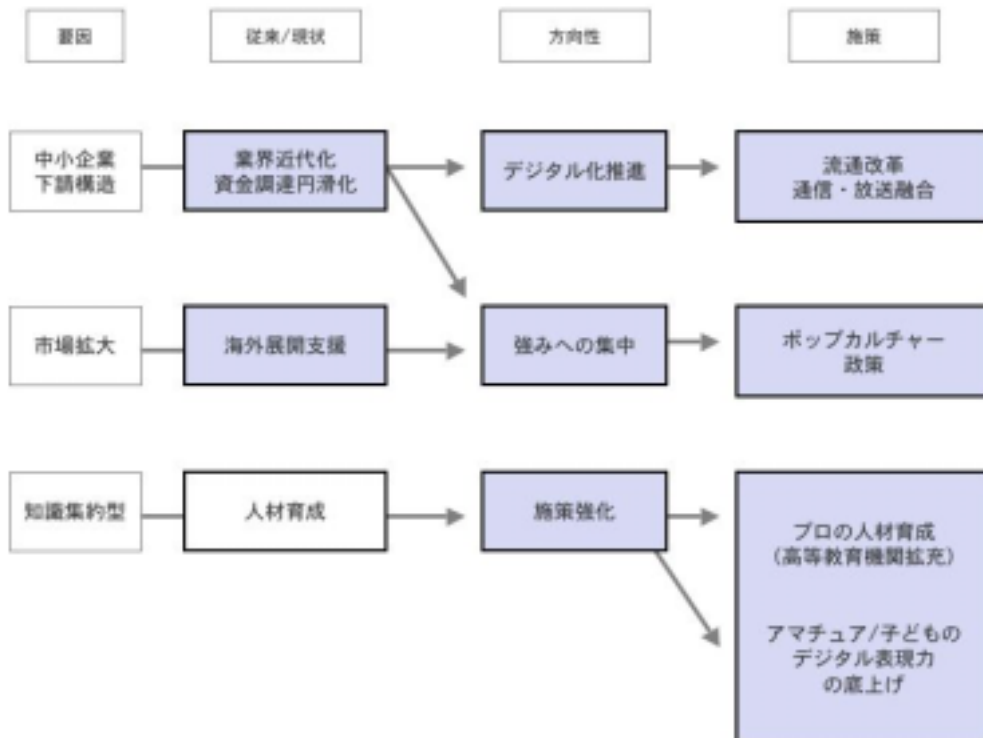 要因
従来/現状
方向性
施策
中小企業
下請構造
業界近代化
資金調達円滑化
デジタル化推進
流通改革
通信・放送融合
市場拡大
海外展開支援
強みへの集中
ポップカルチャー
政策
知識集約型
人材育成
施策強化
プロの人材育成
(高等教育機関拡充)
アマチュア/子どもの
デジタル表現力
の底上げ